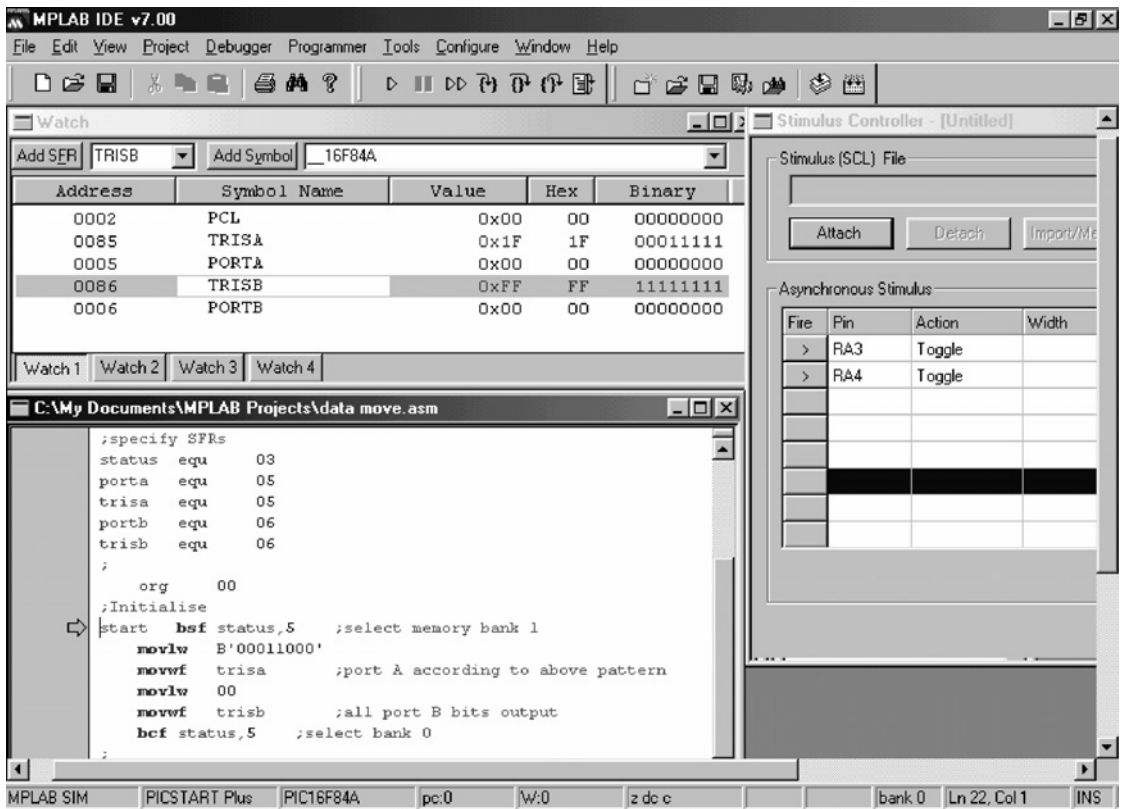 MPLAB IDE v7.00
File Edit View Project Debugger Programmer Tools Configure Window Help
Watch
Add SFR TRISB Add Symbol __16F84A
Address Symbol Name Value Hex Binary
0002 PCL 0x00 00 00000000
0085 TRISA 0x1F 1F 00011111
0005 PORTA 0x00 00 00000000
0086 TRISB 0xFF FF 11111111
0006 PORTB 0x00 00 00000000
Watch 1 Watch 2 Watch 3 Watch 4
C:\My Documents\MPLAB Projects\data move.asm
;specify SFRs
status equ 03
porta equ 05
trisa equ 05
portb equ 06
trisb equ 06
;
org 00
;Initialise
start bsf status,5 ;select memory bank 1
movlw B'00011000'
movwf trisa ;port A according to above pattern
movlw 00
movwf trisb ;all port B bits output
bcf status,5 ;select bank 0
;
Stimulus Controller - [Untitled]
Stimulus (SCL) File
Attach Detach Import/Me
Asynchronous Stimulus
Fire Pin Action Width
> RA3 Toggle
> RA4 Toggle
MPLAB SIM PICSTART Plus PIC16F84A pc:0 W:0 z dc c bank 0 Ln 22, Col 1 INS